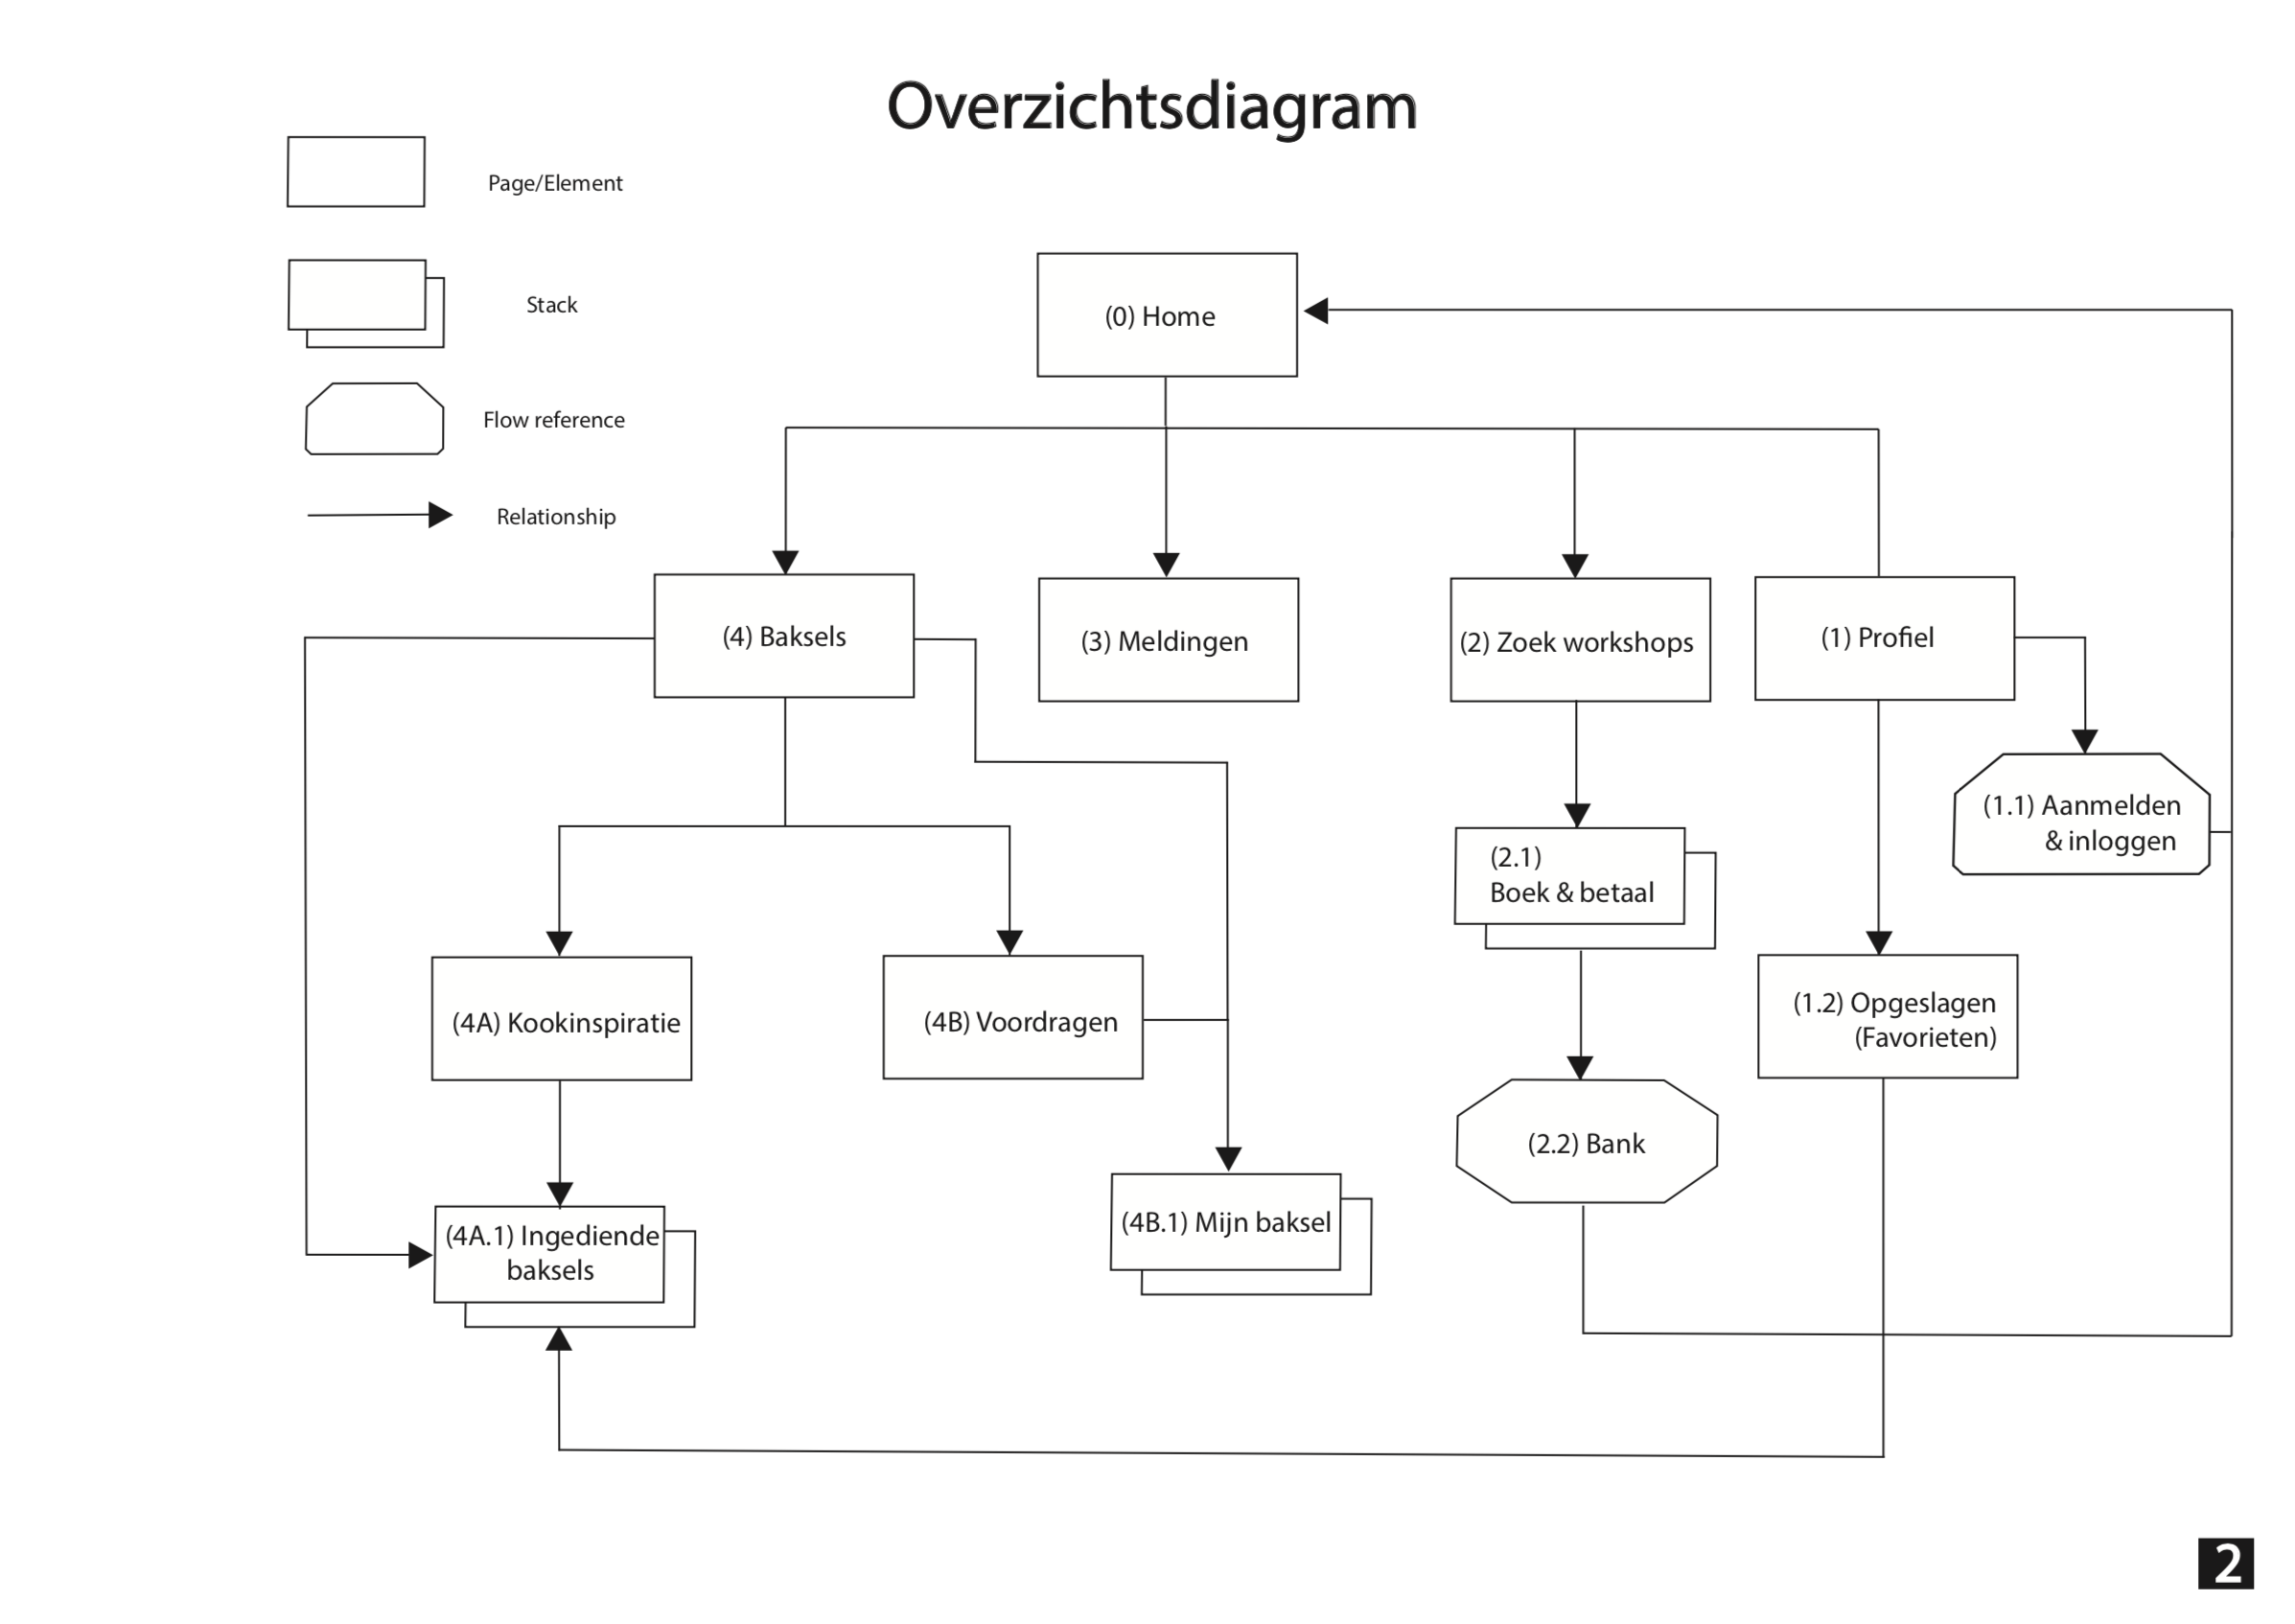 Overzichtsdiagram
Page/Element
Stack
Flow reference
Relationship
(0) Home
(4) Baksels
(3) Meldingen
(2) Zoek workshops
(1) Profiel
(1.1) Aanmelden
& inloggen
(2.1)
Boek & betaal
(4A) Kookinspiratie
(4B) Voordragen
(1.2) Opgeslagen
(Favorieten)
(2.2) Bank
(4A.1) Ingediende
baksels
(4B.1) Mijn baksel
2